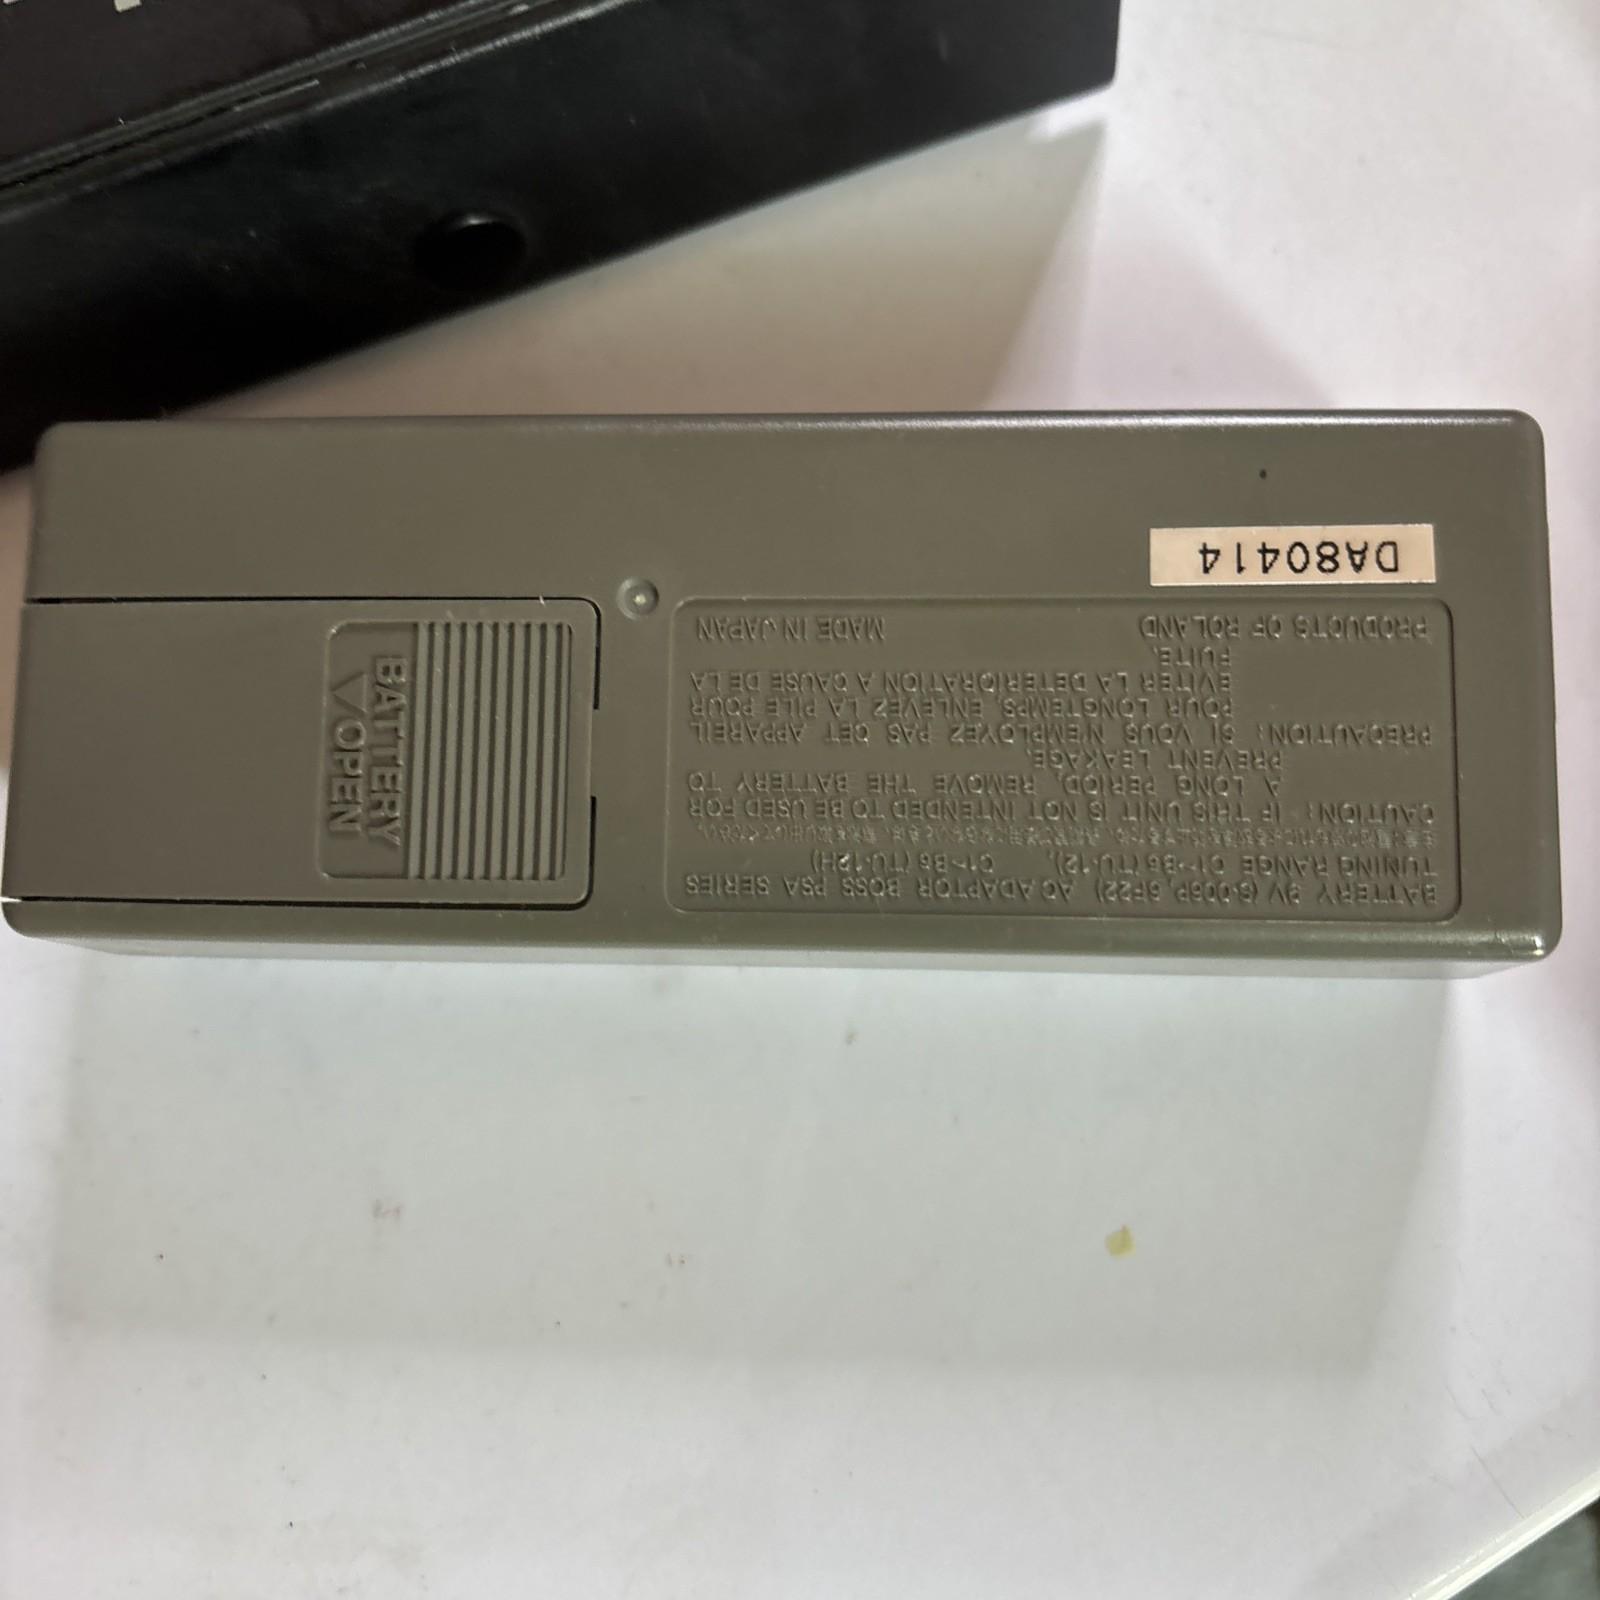 DA80414
BATTERY 9V (S-006P, 6F22) AC ADAPTOR BOSS PSA SERIES
TUNING RANGE C1~B6 (TU-12), C1~B6 (TU-12H)
CAUTION: IF THIS UNIT IS NOT INTENDED TO BE USED FOR
A LONG PERIOD, REMOVE THE BATTERY TO
PREVENT LEAKAGE.
PRECAUTION: SI VOUS N'EMPLOYEZ PAS CET APPAREIL
POUR LONGTEMPS, ENLEVEZ LA PILE POUR
EVITER LA DETERIORATION A CAUSE DE LA
FUITE.
PRODUCTS OF ROLAND MADE IN JAPAN
BATTERY
OPEN